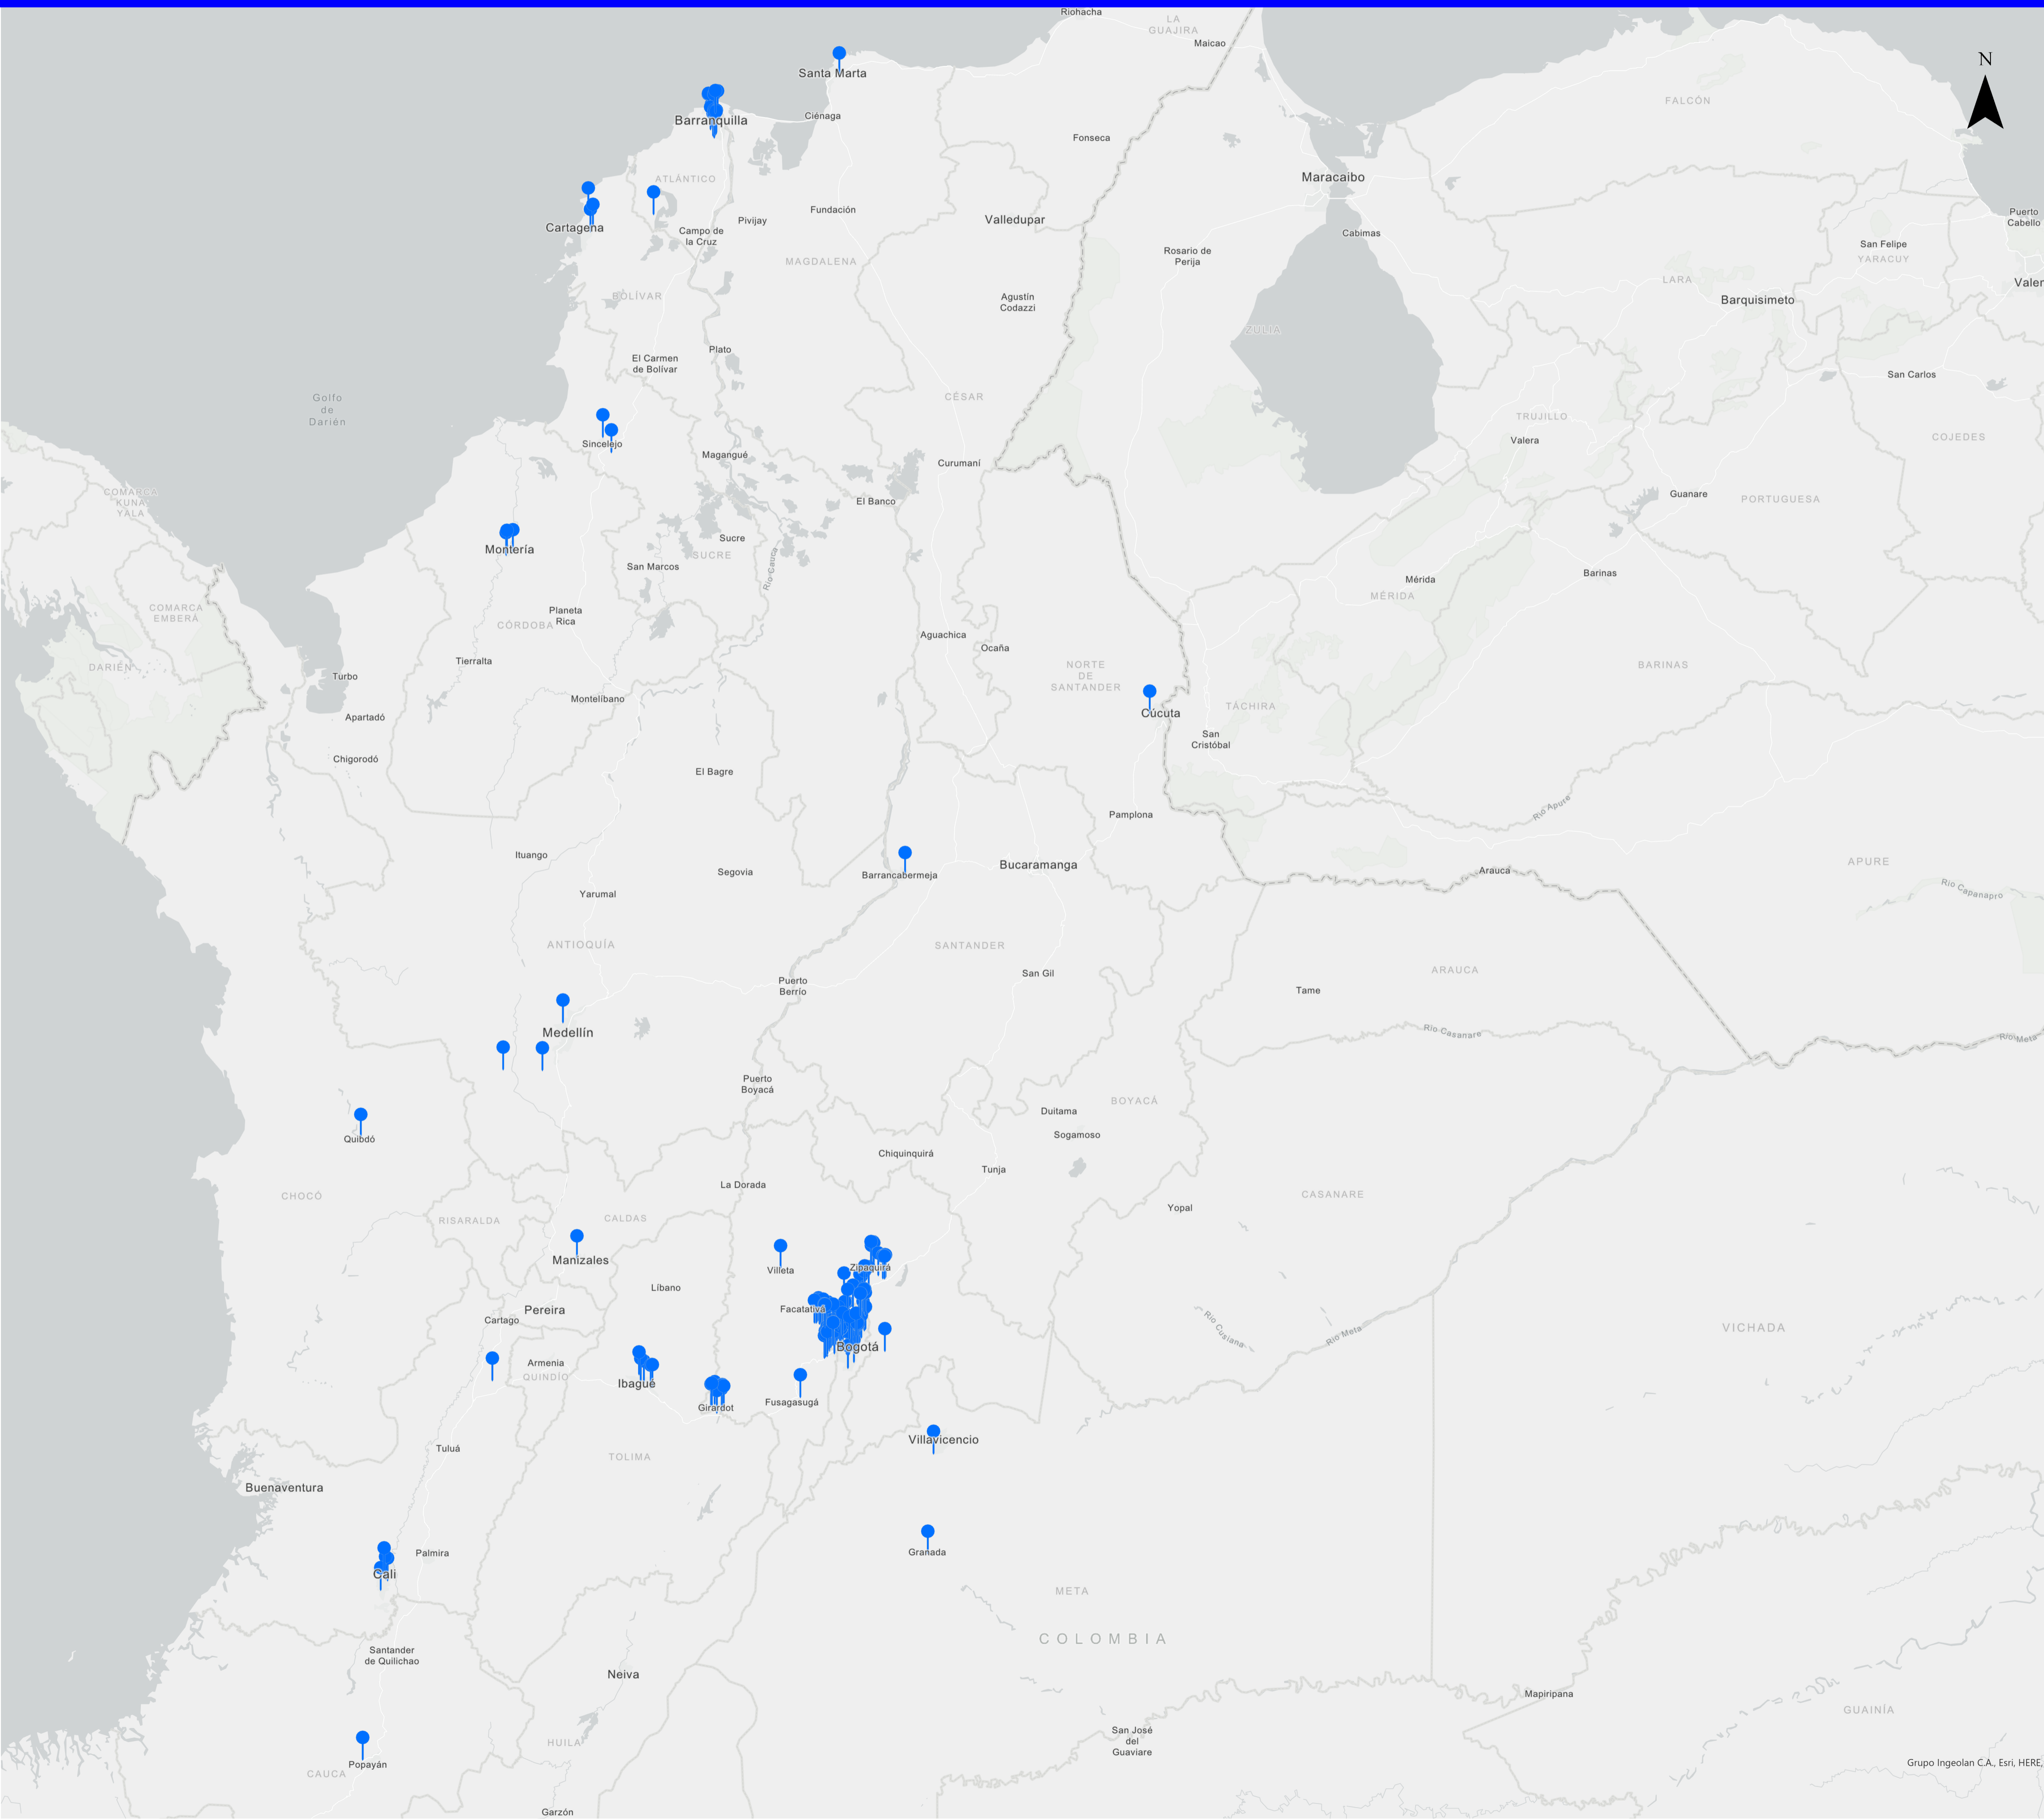 Riohacha
LA
GUAJIRA
Maicao
N
Santa Marta
FALCÓN
Ciénaga
Barranquilla
Fonseca
Maracaibo
ATLÁNTICO
Fundación
Pivijay
Valledupar
Puerto
Cabello
Cartagena
Campo de
la Cruz
Cabimas
San Felipe
YARACUY
Rosario de
Perija
MAGDALENA
LARA
Valen
BOLÍVAR
Agustín
Codazzi
Barquisimeto
ZULIA
Plato
El Carmen
de Bolívar
San Carlos
CÉSAR
Golfo
de
Darién
TRUJILLO
Valera
COJEDES
Sincelejo
Magangué
Curumaní
COMARCA
KUNA
YALA
El Banco
Guanare
PORTUGUESA
Sucre
SUCRE
Montería
San Marcos
Río Cauca
Mérida
MÉRIDA
Barinas
COMARCA
EMBERÁ
Planeta
Rica
CÓRDOBA
Aguachica
Ocaña
DARIÉN
Tierralta
NORTE
DE
SANTANDER
BARINAS
Turbo
Montelíbano
TÁCHIRA
Apartadó
Cúcuta
San
Cristóbal
Chigorodó
El Bagre
Río Apure
Pamplona
Ituango
Bucaramanga
APURE
Segovia
Barrancabermeja
Arauca
Río Capanapro
Yarumal
ANTIOQUÍA
SANTANDER
San Gil
ARAUCA
Puerto
Berrío
Tame
Medellín
Río Casanare
Río Meta
Puerto
Boyacá
BOYACÁ
Duitama
Quibdó
Sogamoso
Chiquinquirá
Tunja
La Dorada
CHOCÓ
CASANARE
Yopal
RISARALDA
CALDAS
Manizales
Villeta
Zipaquirá
Líbano
Pereira
Facatativá
Cartago
Río Cusiana
Río Meta
VICHADA
Bogotá
Armenia
QUINDÍO
Ibagué
Fusagasugá
Girardot
Villavicencio
Tuluá
TOLIMA
Buenaventura
Palmira
Granada
Cali
META
COLOMBIA
Santander
de Quilichao
Neiva
Mapiripana
GUAINÍA
San José
del
Guaviare
HUILA
Popayán
CAUCA
Grupo Ingeolan C.A., Esri, HERE,
Garzón